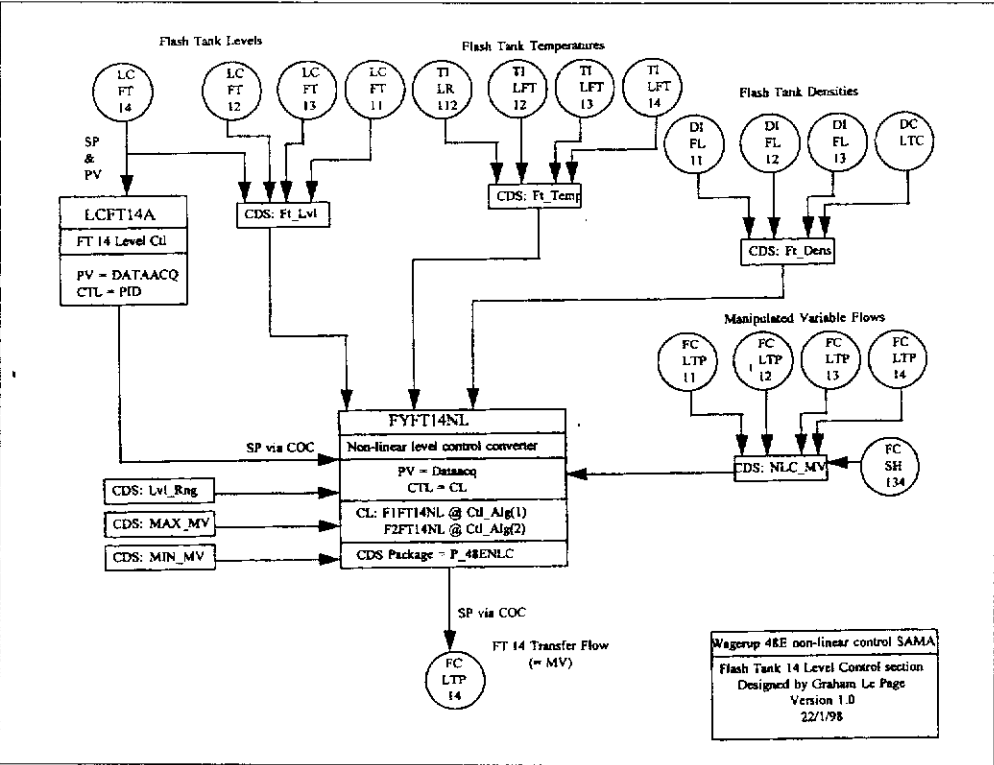 Flash Tank Levels
Flash Tank Temperatures
Flash Tank Densities
LC
FT
14
LC
FT
12
LC
FT
13
LC
FT
11
TI
LR
112
TI
LFT
12
TI
LFT
13
TI
LFT
14
DI
FL
11
DI
FL
12
DI
FL
13
DC
LTC
SP
&
PV
CDS: Ft_Lvl
CDS: Ft_Temp
CDS: Ft_Dens
LCFT14A
FT 14 Level Ctl
PV = DATAACQ
CTL = PID
Manipulated Variable Flows
FC
LTP
11
FC
LTP
12
FC
LTP
13
FC
LTP
14
CDS: NLC_MV
FC
SH
134
FYFT14NL
Non-linear level control converter
PV = Dataacq
CTL = CL
CL: F1FT14NL @ Ctl_Alg(1)
F2FT14NL @ Ctl_Alg(2)
CDS Package = P_48ENLC
SP via COC
CDS: Lvl_Rng
CDS: MAX_MV
CDS: MIN_MV
SP via COC
FT 14 Transfer Flow
(= MV)
FC
LTP
14
Wagerup 48E non-linear control SAMA
Flash Tank 14 Level Control section
Designed by Graham Le Page
Version 1.0
22/1/98